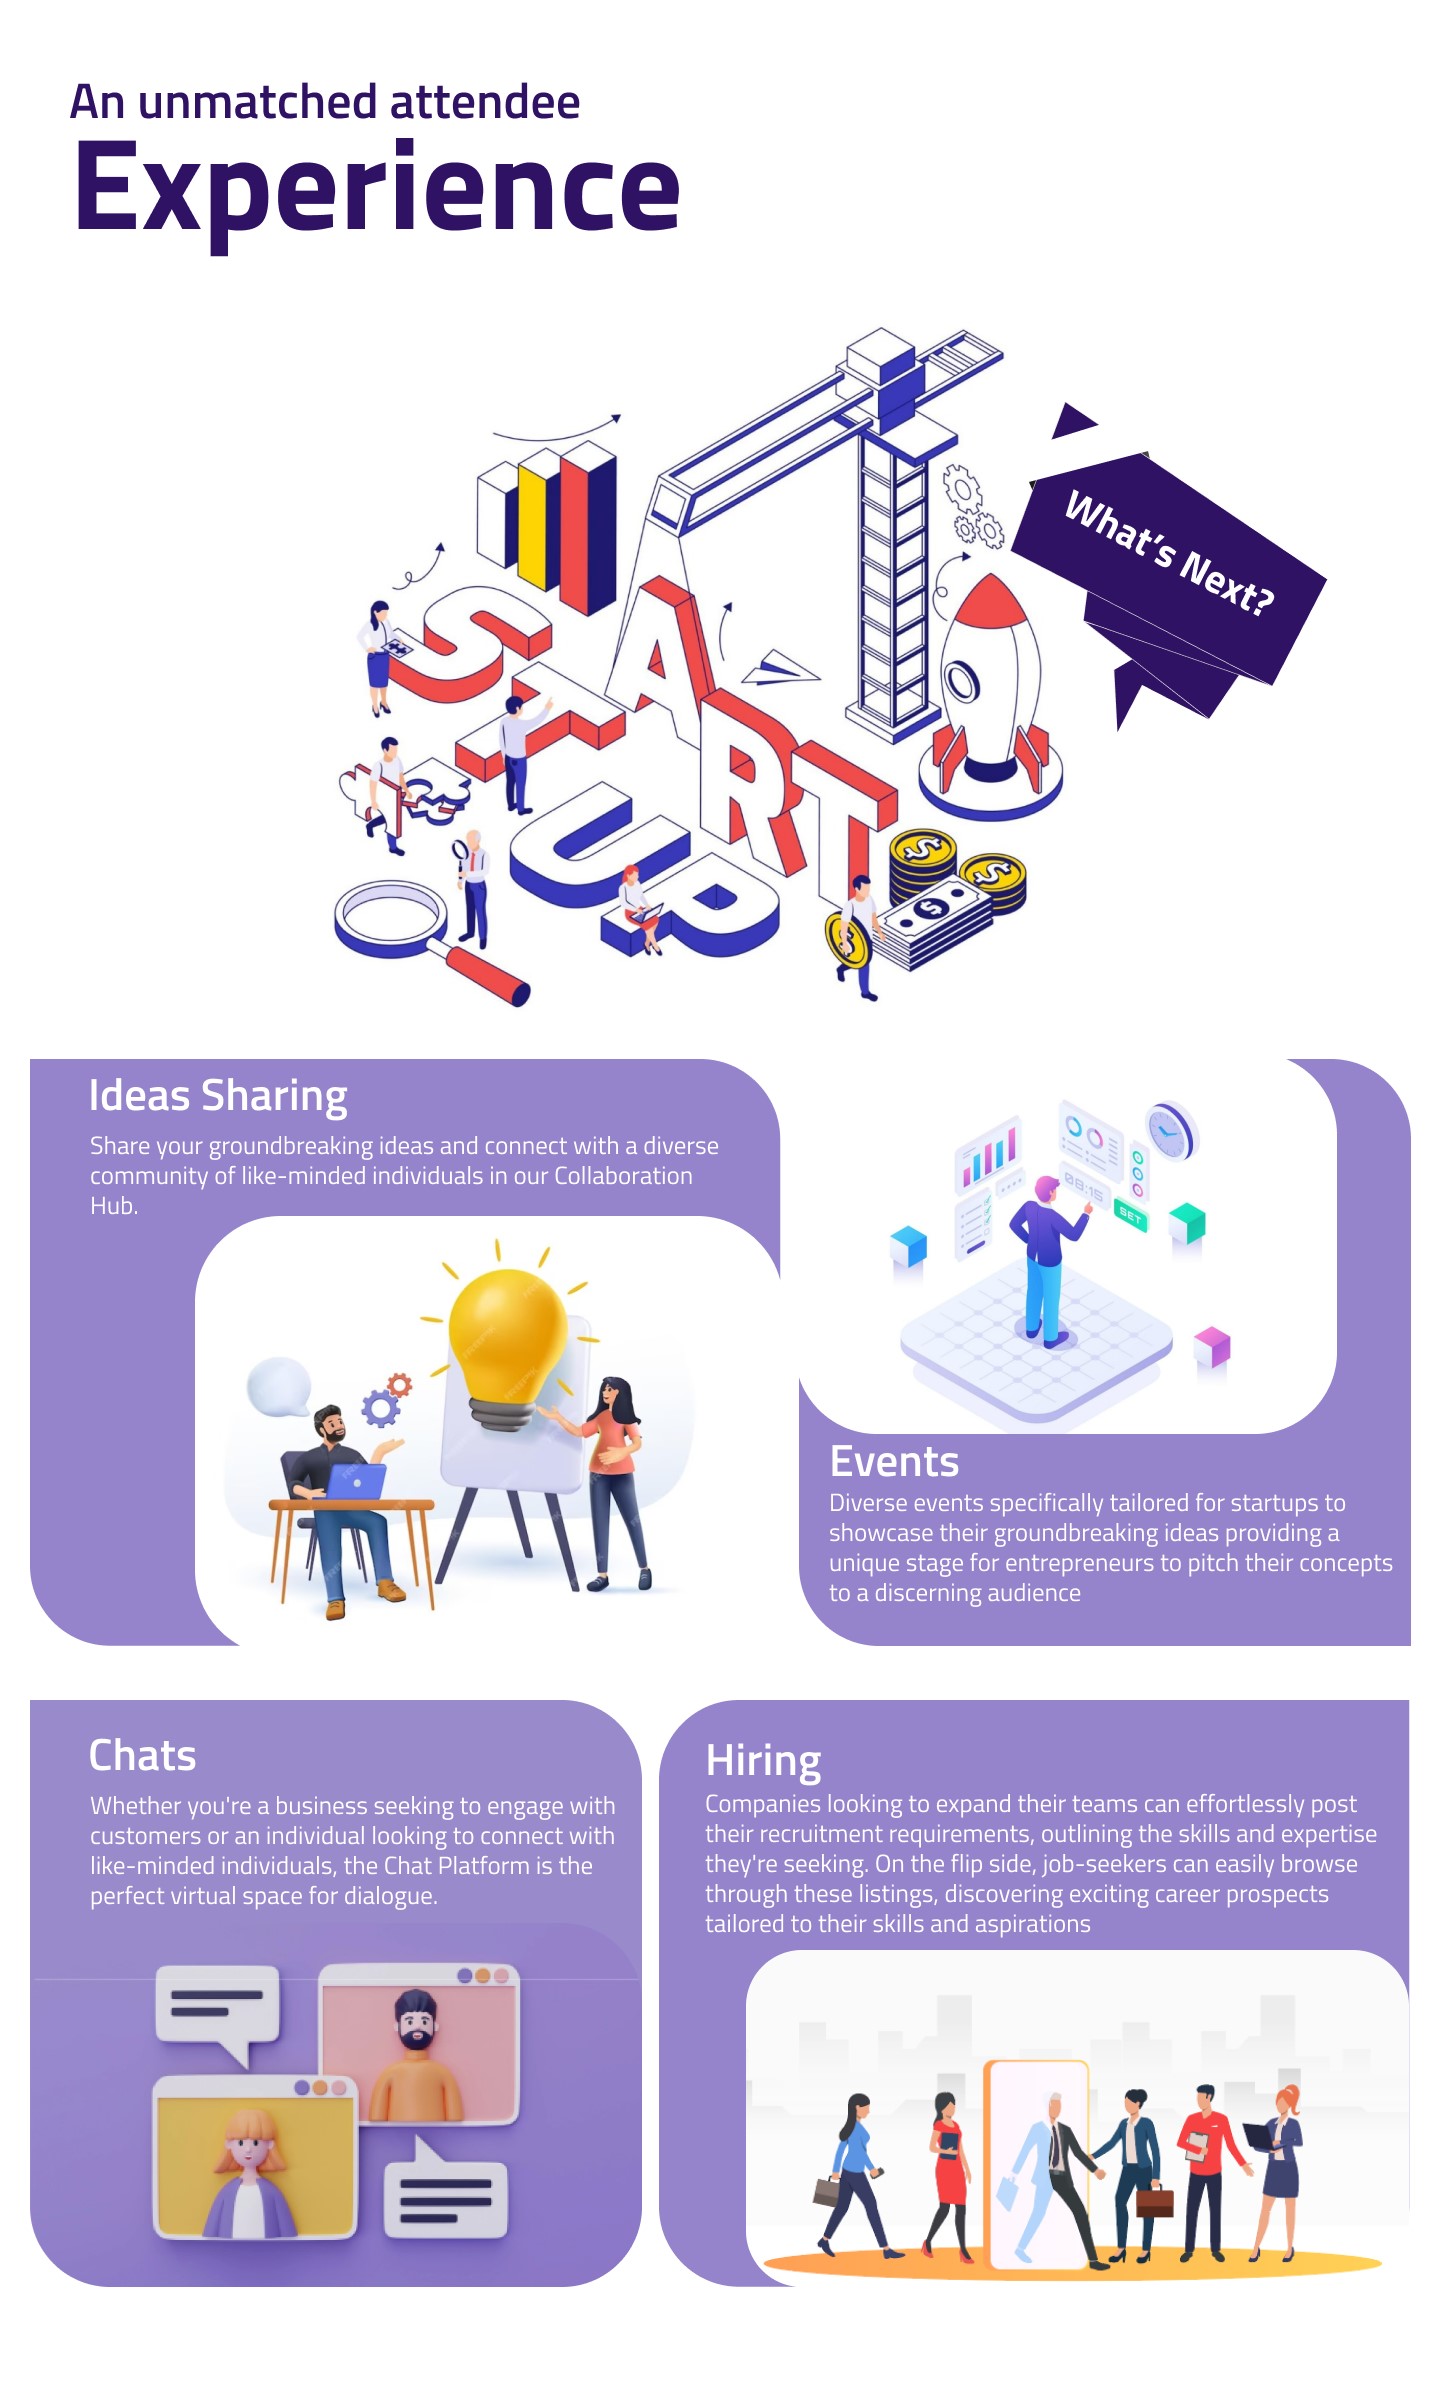 An unmatched attendee
Experience
What's Next?
START
UP
Ideas Sharing
Share your groundbreaking ideas and connect with a diverse
community of like-minded individuals in our Collaboration
Hub.
08:15
SET
Events
Diverse events specifically tailored for startups to
showcase their groundbreaking ideas providing a
unique stage for entrepreneurs to pitch their concepts
to a discerning audience
Chats
Whether you're a business seeking to engage with
customers or an individual looking to connect with
like-minded individuals, the Chat Platform is the
perfect virtual space for dialogue.
Hiring
Companies looking to expand their teams can effortlessly post
their recruitment requirements, outlining the skills and expertise
they're seeking. On the flip side, job-seekers can easily browse
through these listings, discovering exciting career prospects
tailored to their skills and aspirations